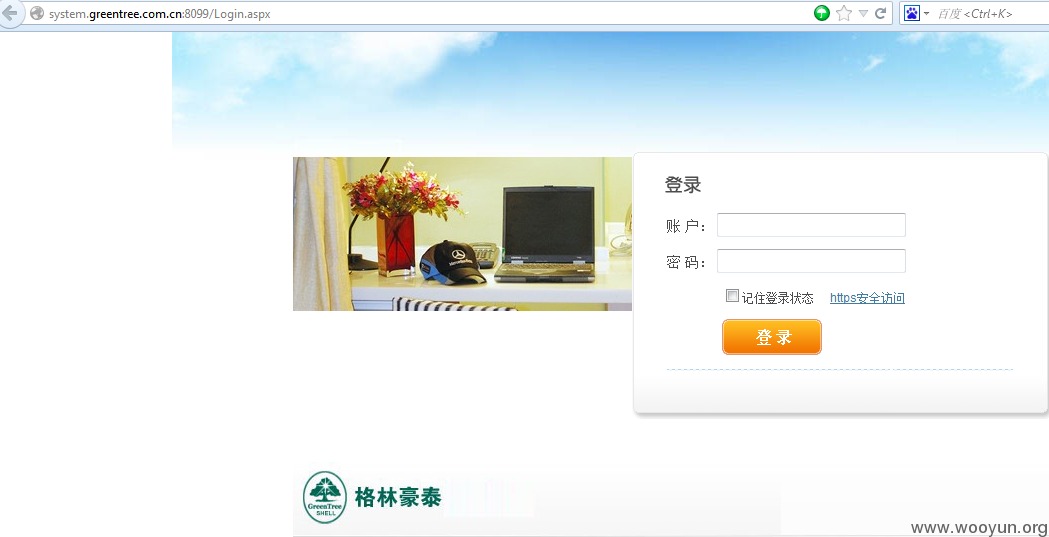 system.greentree.com.cn:8099/Login.aspx
百度 <Ctrl+K>
登录
账 户：
密 码：
记住登录状态 https安全访问
登 录
GreenTree
SHELL
格林豪泰
www.wooyun.org